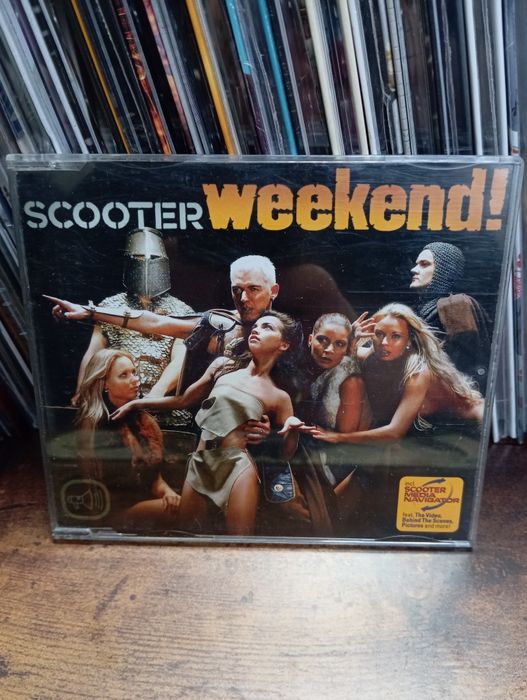 SCOOTER weekend!
incl.
SCOOTER
MEDIA
NAVIGATOR
feat. The Video,
Behind The Scenes,
Pictures and more!